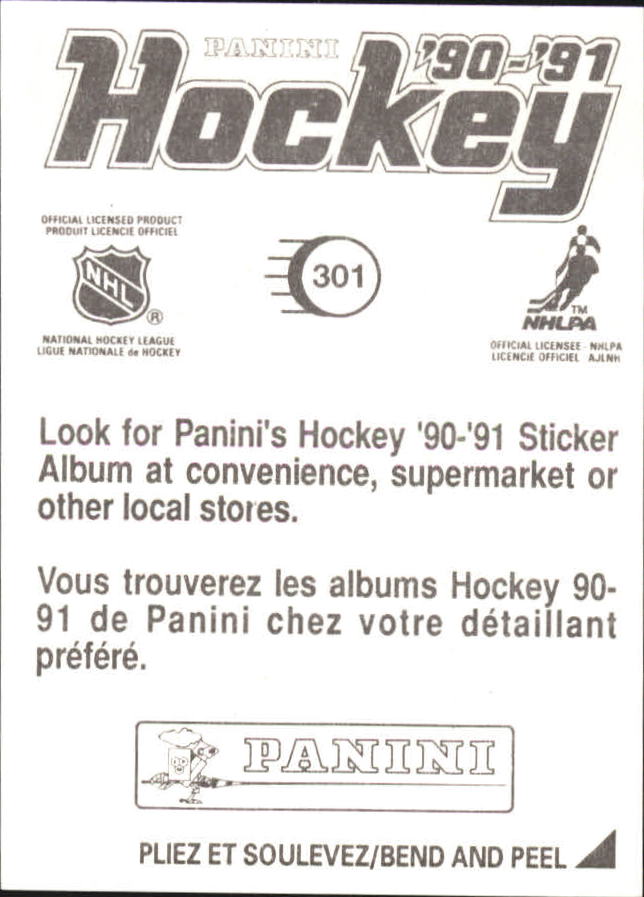 PANINI
Hockey '90-'91
OFFICIAL LICENSED PRODUCT
PRODUIT LICENCIE OFFICIEL
NHL
®
NATIONAL HOCKEY LEAGUE
LIGUE NATIONALE de HOCKEY
301
TM
NHLPA
OFFICIAL LICENSEE - NHLPA
LICENCIÉ OFFICIEL AJLNH
Look for Panini's Hockey '90-'91 Sticker
Album at convenience, supermarket or
other local stores.
Vous trouverez les albums Hockey 90-
91 de Panini chez votre détaillant
préféré.
PANINI
PLIEZ ET SOULEVEZ/BEND AND PEEL